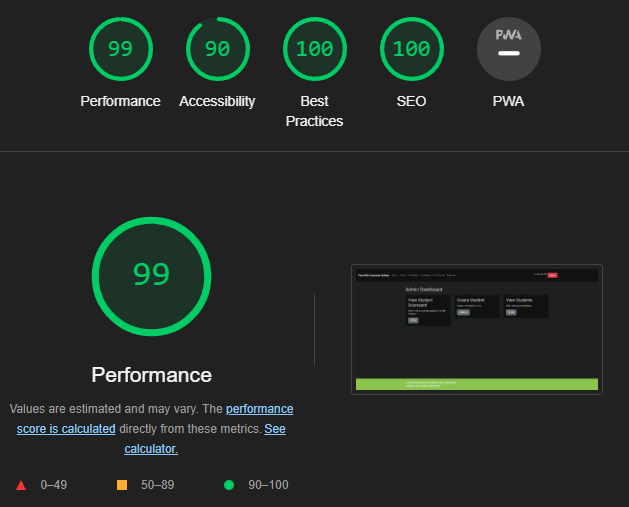 99
90
100
100
PWA
Performance
Accessibility
Best
Practices
SEO
PWA
99
Performance
Values are estimated and may vary. The performance
score is calculated directly from these metrics. See
calculator.
0–49
50–89
90–100
Admin Dashboard
View Student
Scorecard
Create Student
View Students